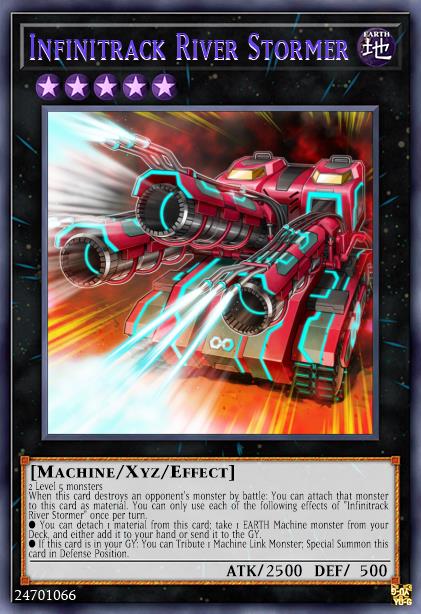 INFINITRACK RIVER STORMER
EARTH
地
[MACHINE/XYZ/EFFECT]
2 Level 5 monsters
When this card destroys an opponent's monster by battle: You can attach that monster
to this card as material. You can only use each of the following effects of "Infinitrack
River Stormer" once per turn.
● You can detach 1 material from this card; take 1 EARTH Machine monster from your
Deck, and either add it to your hand or send it to the GY.
● If this card is in your GY: You can Tribute 1 Machine Link Monster; Special Summon this
card in Defense Position.
ATK/2500 DEF/ 500
24701066